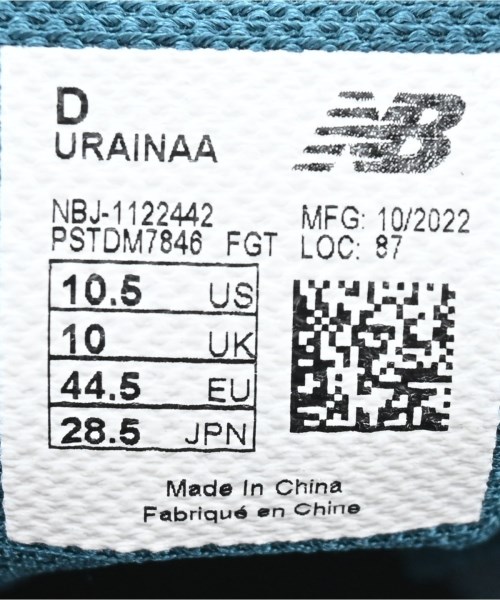 D
URAINAA
NB
NBJ-1122442
PSTDM7846 FGT
MFG: 10/2022
LOC: 87
10.5 US
10 UK
44.5 EU
28.5 JPN
Made In China
Fabriqué en Chine